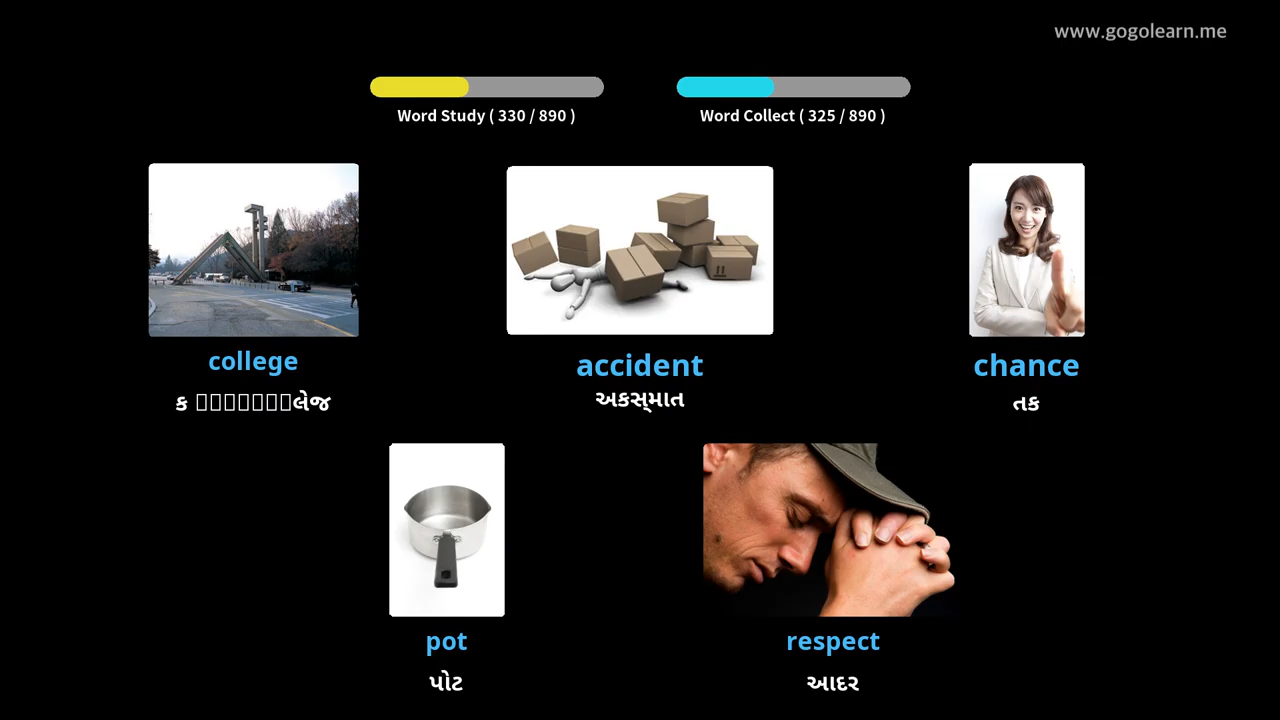 www.gogolearn.me
Word Study ( 330 / 890 )
Word Collect ( 325 / 890 )
college
accident
chance
લેજ
અકસ્માત
તક
pot
respect
પોટ
આદર